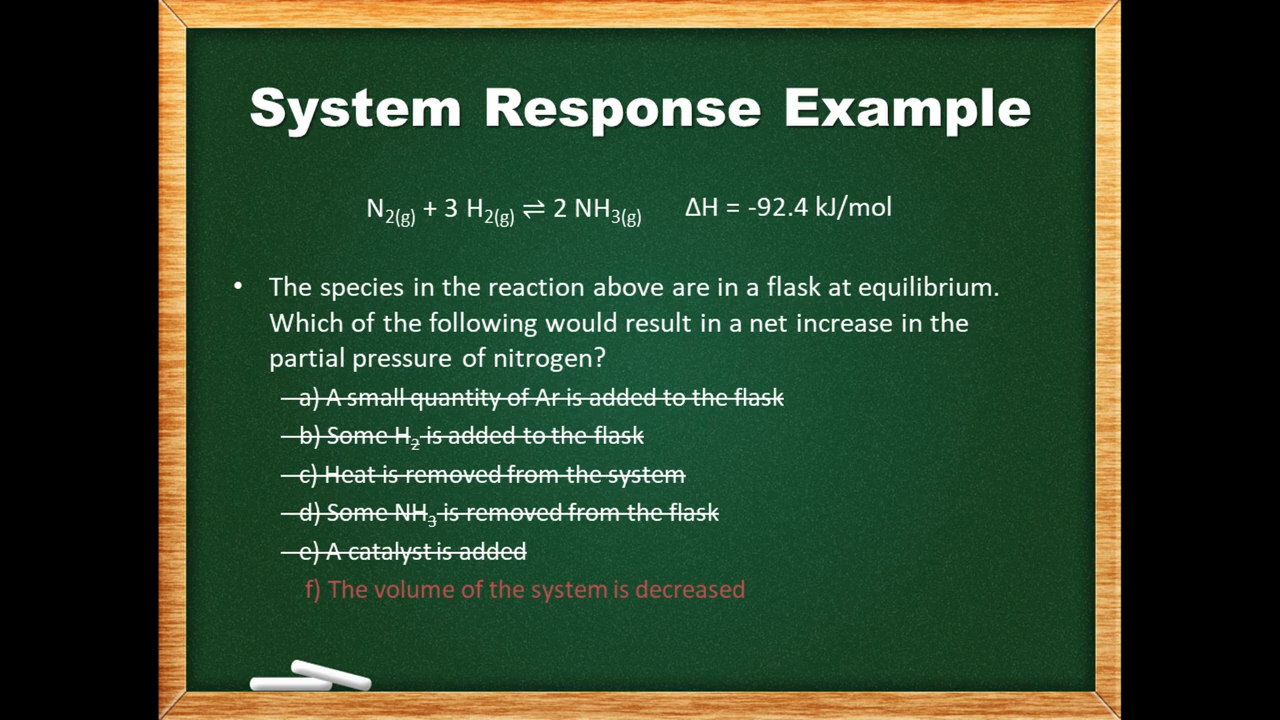 System Response Example
N₂(g) + 3 H₂(g) ⇌ 2 NH₃(g) ΔH = -92.4 kJ/mol
• The species in the reaction above are in a flask at equilibrium.
Which of the following would result in a net increase in the
partial pressure of nitrogen?
a) A small quantity of Ar is added to the flask
b) Some H₂ is added to the flask
c) Heat is removed from the system
d) Some NH₃ is removed from the flask
e) A catalyst is added
f) The volume of the system is decreased